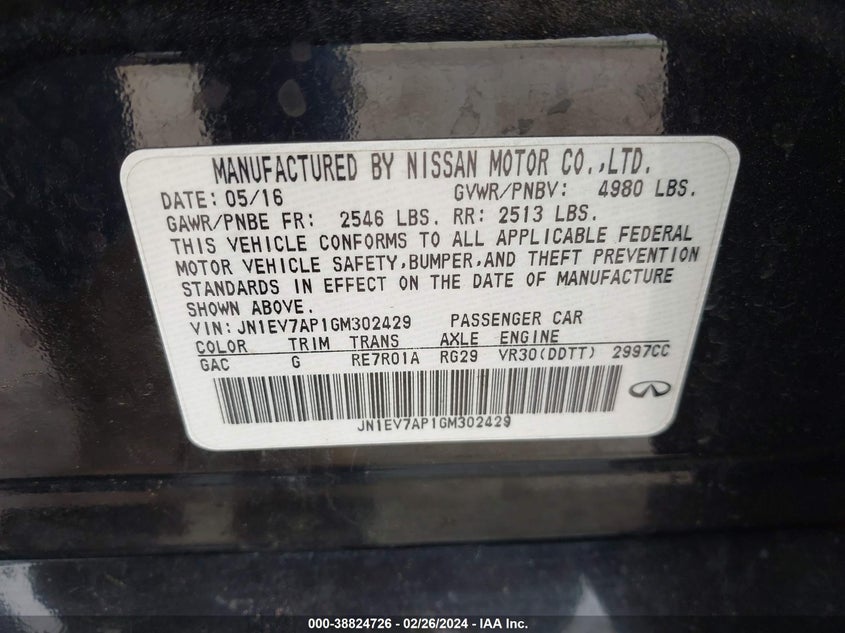 MANUFACTURED BY NISSAN MOTOR CO.,LTD.
DATE: 05/16 GVWR/PNBV: 4980 LBS.
GAWR/PNBE FR: 2546 LBS. RR: 2513 LBS.
THIS VEHICLE CONFORMS TO ALL APPLICABLE FEDERAL
MOTOR VEHICLE SAFETY,BUMPER,AND THEFT PREVENTION
STANDARDS IN EFFECT ON THE DATE OF MANUFACTURE
SHOWN ABOVE.
VIN: JN1EV7AP1GM302429 PASSENGER CAR
COLOR TRIM TRANS AXLE ENGINE
GAC G RE7R01A RG29 VR30(DDTT) 2997CC
JN1EV7AP1GM302429
000-38824726 - 02/26/2024 - IAA Inc.